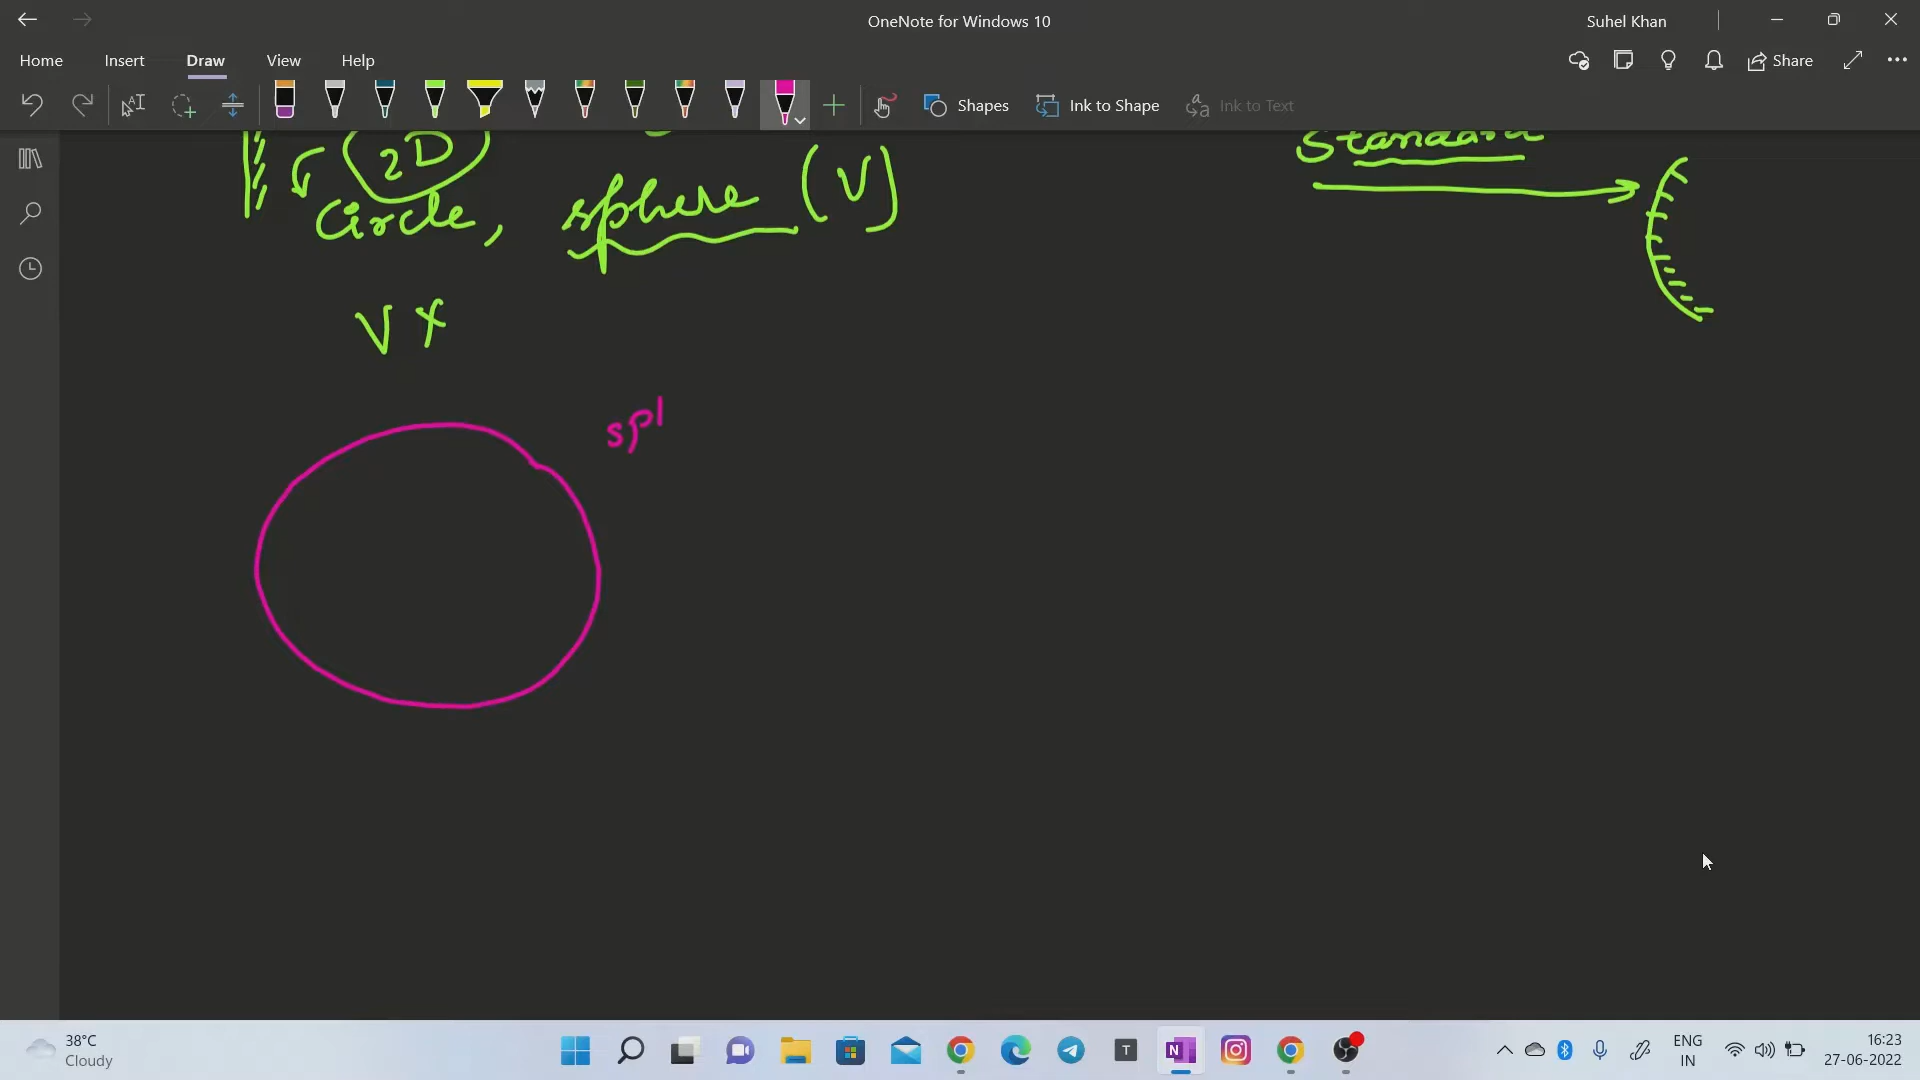 OneNote for Windows 10
Suhel Khan
Home Insert Draw View Help
Share
Shapes Ink to Shape Ink to Text
2D
Standard
Circle, sphere (V)
V x
spl
38°C
Cloudy
ENG
IN
16:23
27-06-2022